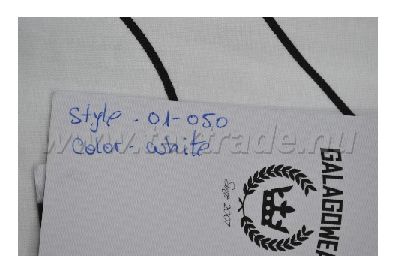 Style - 01-050
Color - white
GALAGOWEA
Since 2007